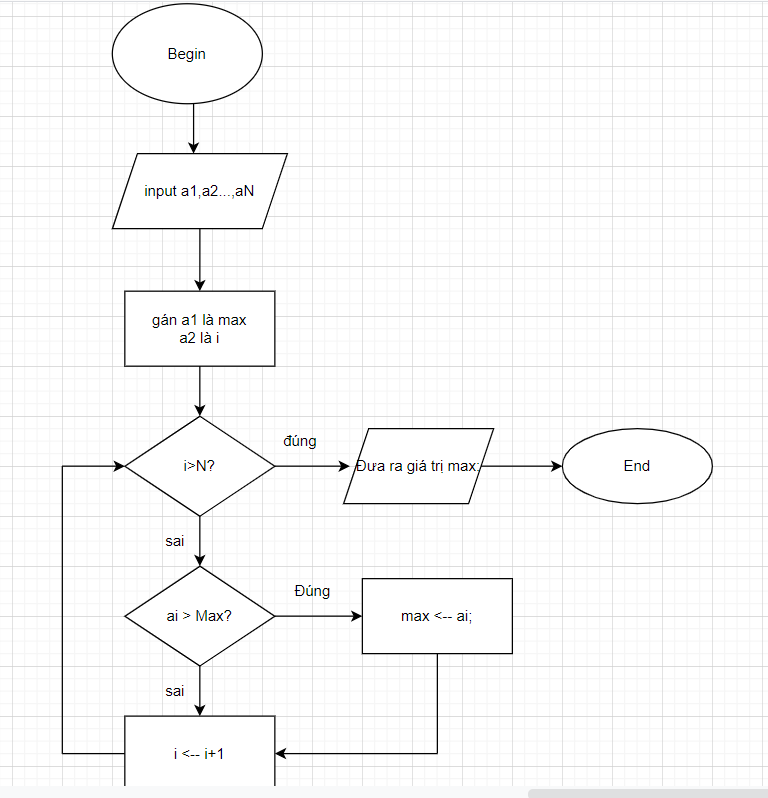 Begin
input a1,a2...,aN
gán a1 là max
a2 là i
i>N?
đúng
Đưa ra giá trị max;
End
sai
ai > Max?
Đúng
max <-- ai;
sai
i <-- i+1